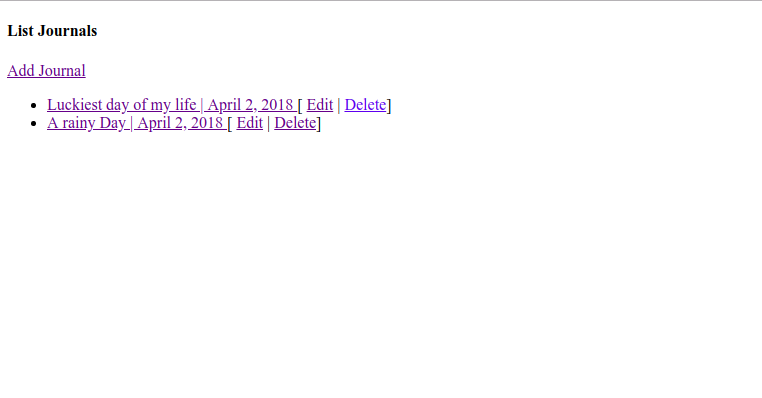 List Journals
Add Journal
Luckiest day of my life | April 2, 2018 [ Edit | Delete]
A rainy Day | April 2, 2018 [ Edit | Delete]